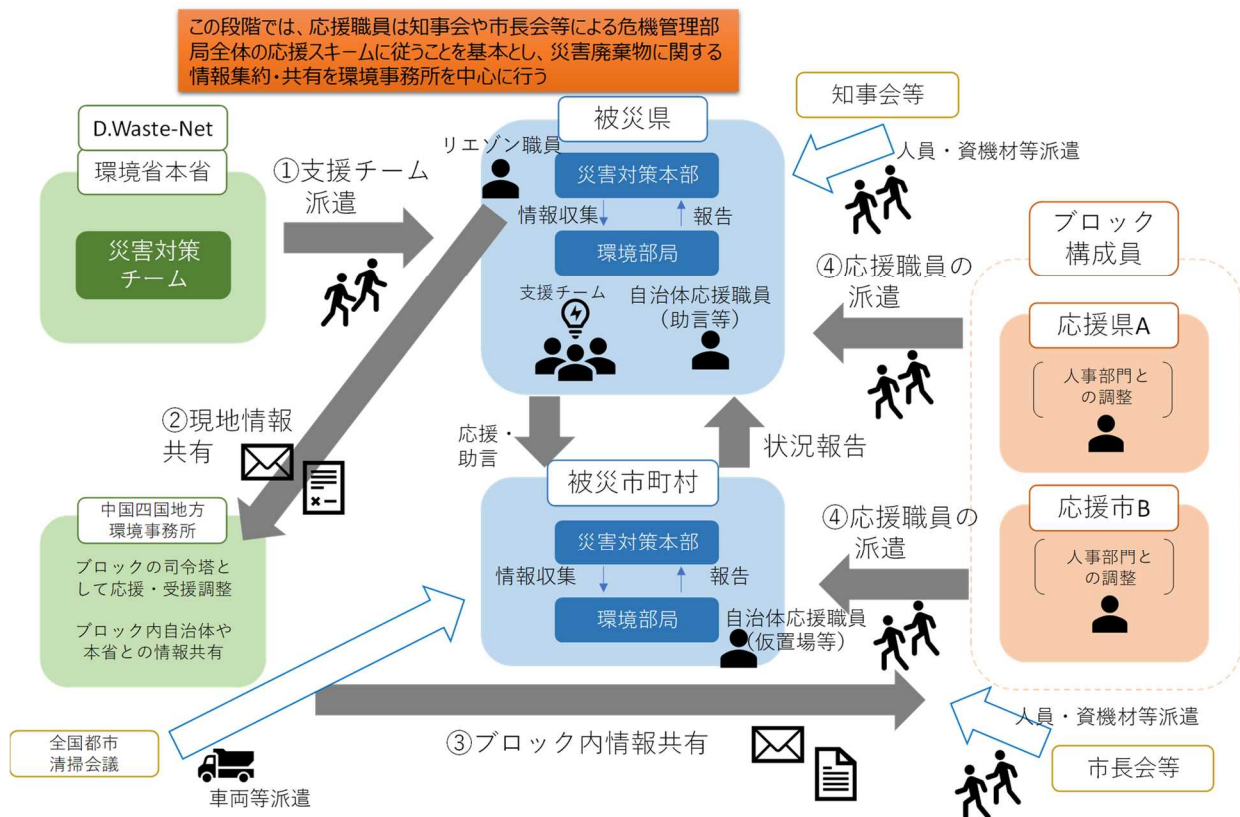 この段階では、応援職員は知事会や市長会等による危機管理部
局全体の応援スキームに従うことを基本とし、災害廃棄物に関する
情報集約・共有を環境事務所を中心に行う
D.Waste-Net
環境省本省
災害対策
チーム
①支援チーム
派遣
リエゾン職員
被災県
災害対策本部
情報収集
報告
環境部局
支援チーム
自治体応援職員
（助言等）
知事会等
人員・資機材等派遣
ブロック
構成員
④応援職員の
派遣
応援県A
人事部門と
の調整
②現地情報
共有
応援・
助言
状況報告
被災市町村
災害対策本部
情報収集
報告
環境部局
自治体応援職員
（仮置場等）
④応援職員の
派遣
応援市B
人事部門と
の調整
中国四国地方
環境事務所
ブロックの司令塔と
して応援・受援調整
ブロック内自治体や
本省との情報共有
③ブロック内情報共有
全国都市
清掃会議
車両等派遣
人員・資機材等派遣
市長会等